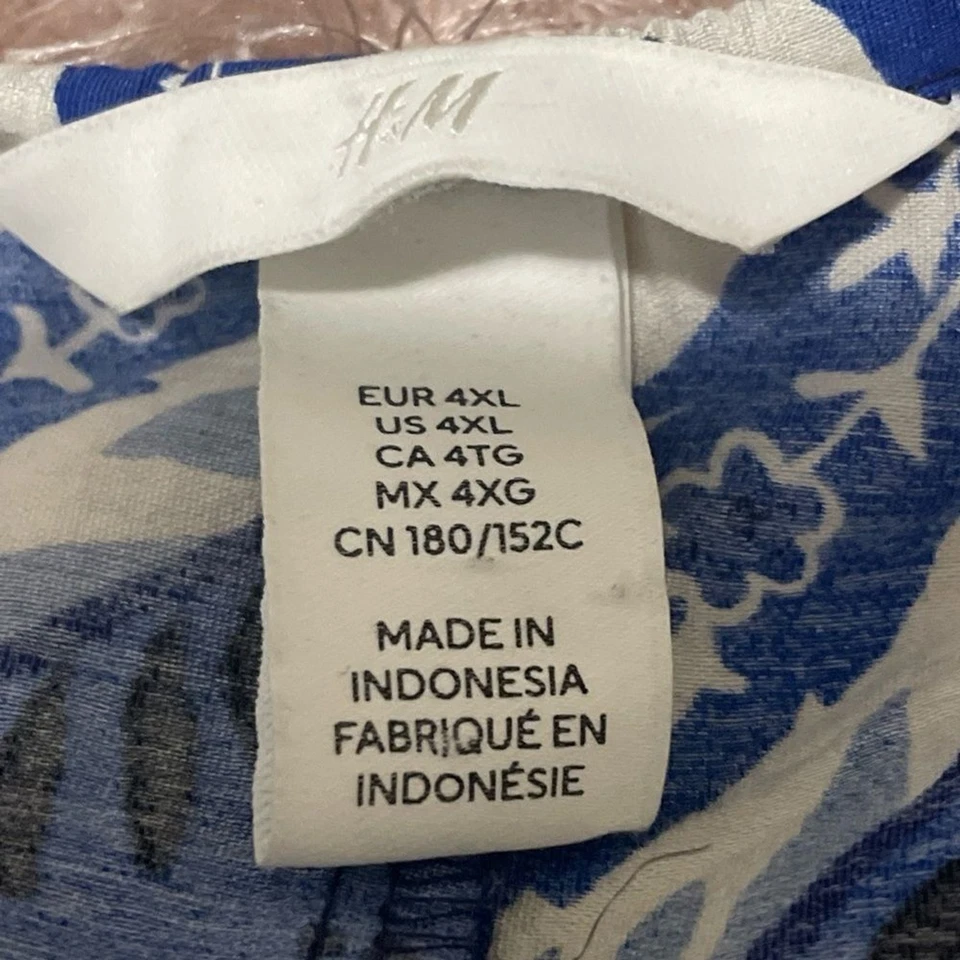 H&M
EUR 4XL
US 4XL
CA 4TG
MX 4XG
CN 180/152C
MADE IN
INDONESIA
FABRIQUÉ EN
INDONÉSIE